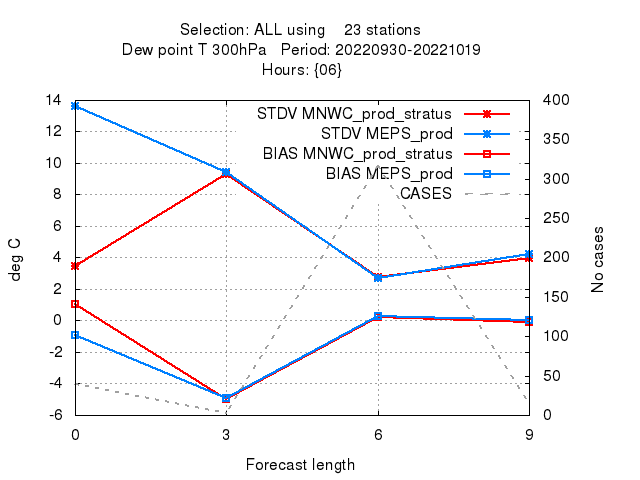 Selection: ALL using    23 stations
Dew point T 300hPa   Period: 20220930-20221019
Hours: {06}
STDV MNWC_prod_stratus
STDV MEPS_prod
BIAS MNWC_prod_stratus
BIAS MEPS_prod
CASES
deg C
14
12
10
8
6
4
2
0
-2
-4
-6
400
350
300
250
200
150
100
50
0
No cases
0 3 6 9
Forecast length